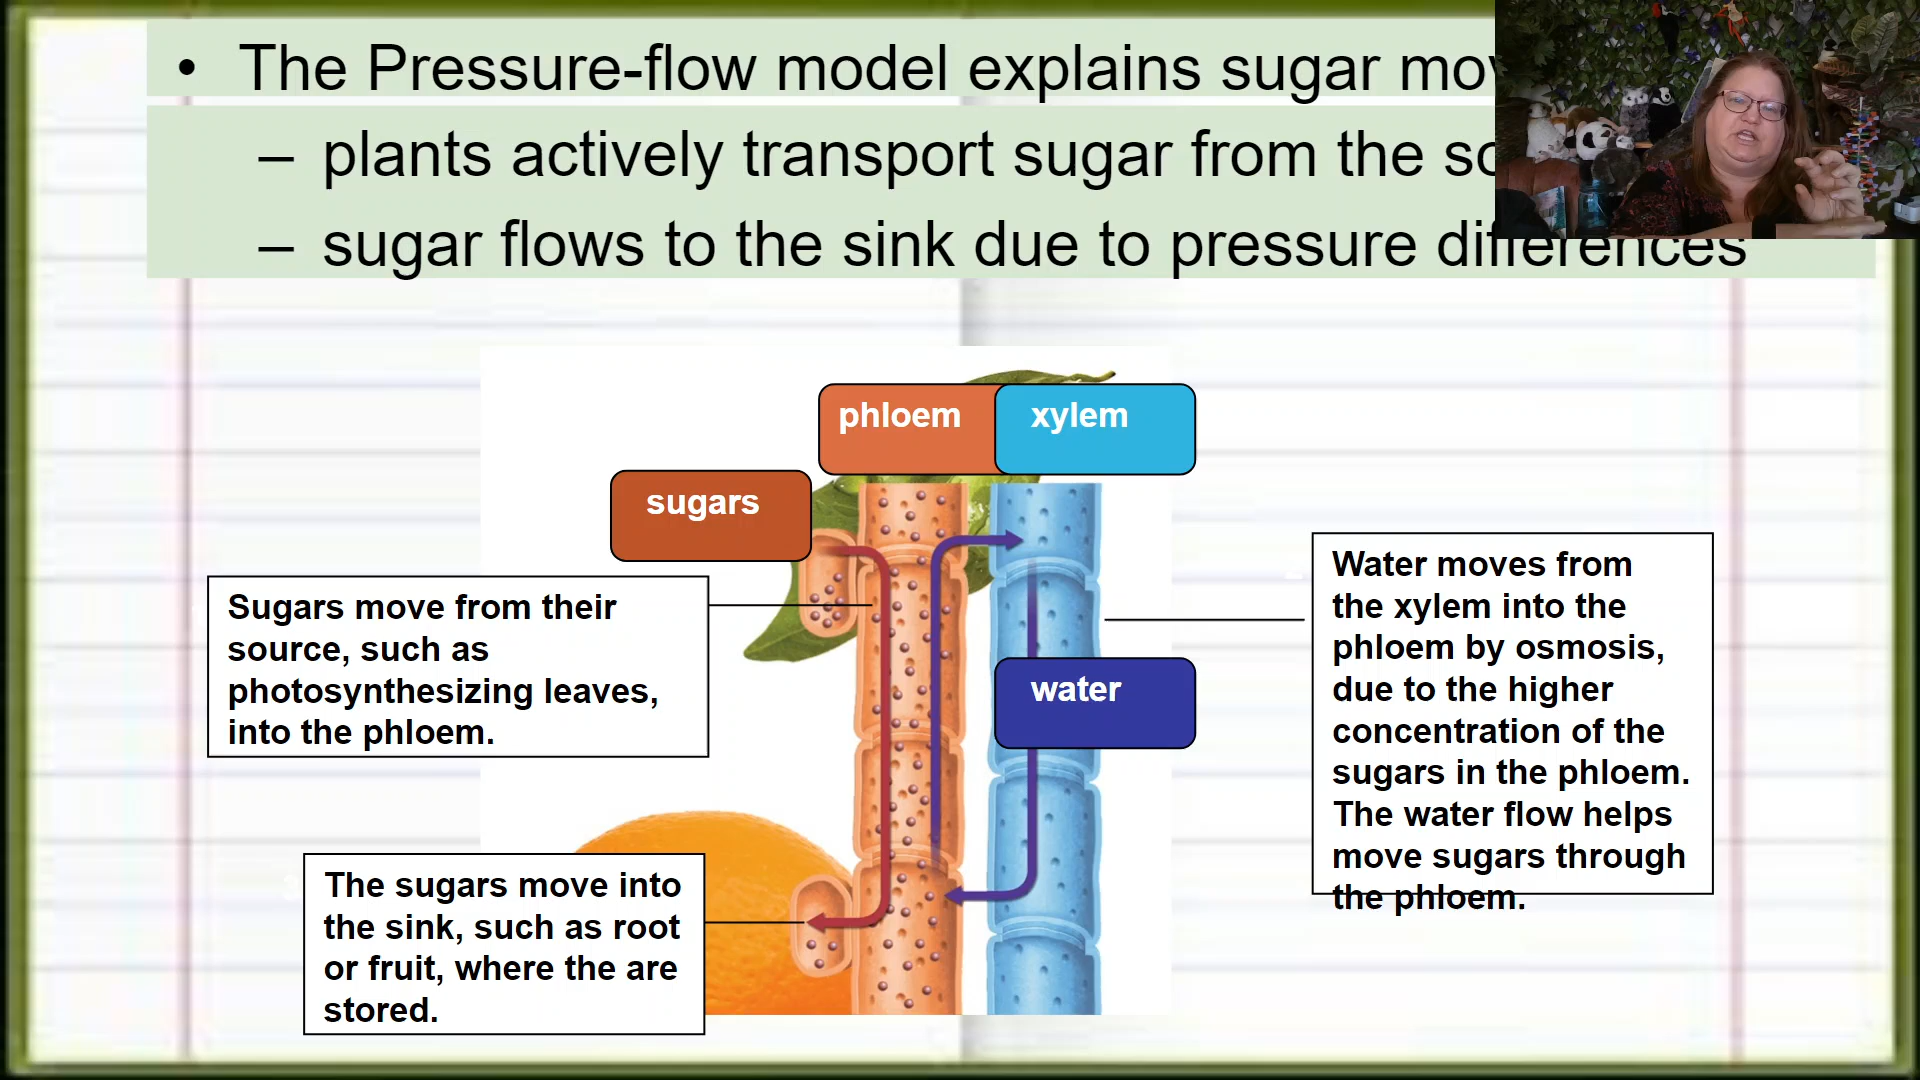 • The Pressure-flow model explains sugar
– plants actively transport sugar from the
– sugar flows to the sink due to pressure differences
phloem
xylem
sugars
Sugars move from their
source, such as
photosynthesizing leaves,
into the phloem.
Water moves from
the xylem into the
phloem by osmosis,
due to the higher
concentration of the
sugars in the phloem.
The water flow helps
move sugars through
the phloem.
water
The sugars move into
the sink, such as root
or fruit, where the are
stored.